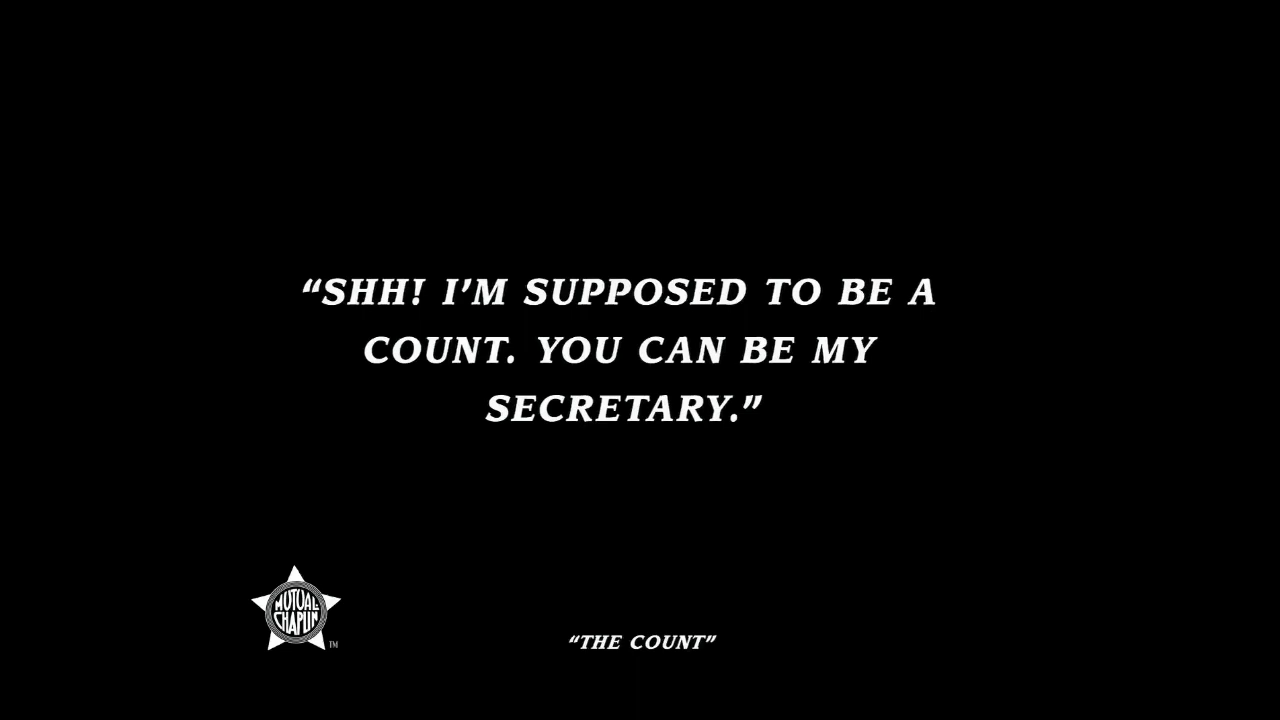 “SHH! I’M SUPPOSED TO BE A
COUNT. YOU CAN BE MY
SECRETARY.”
MUTUAL
CHAPLIN
TM
“THE COUNT”